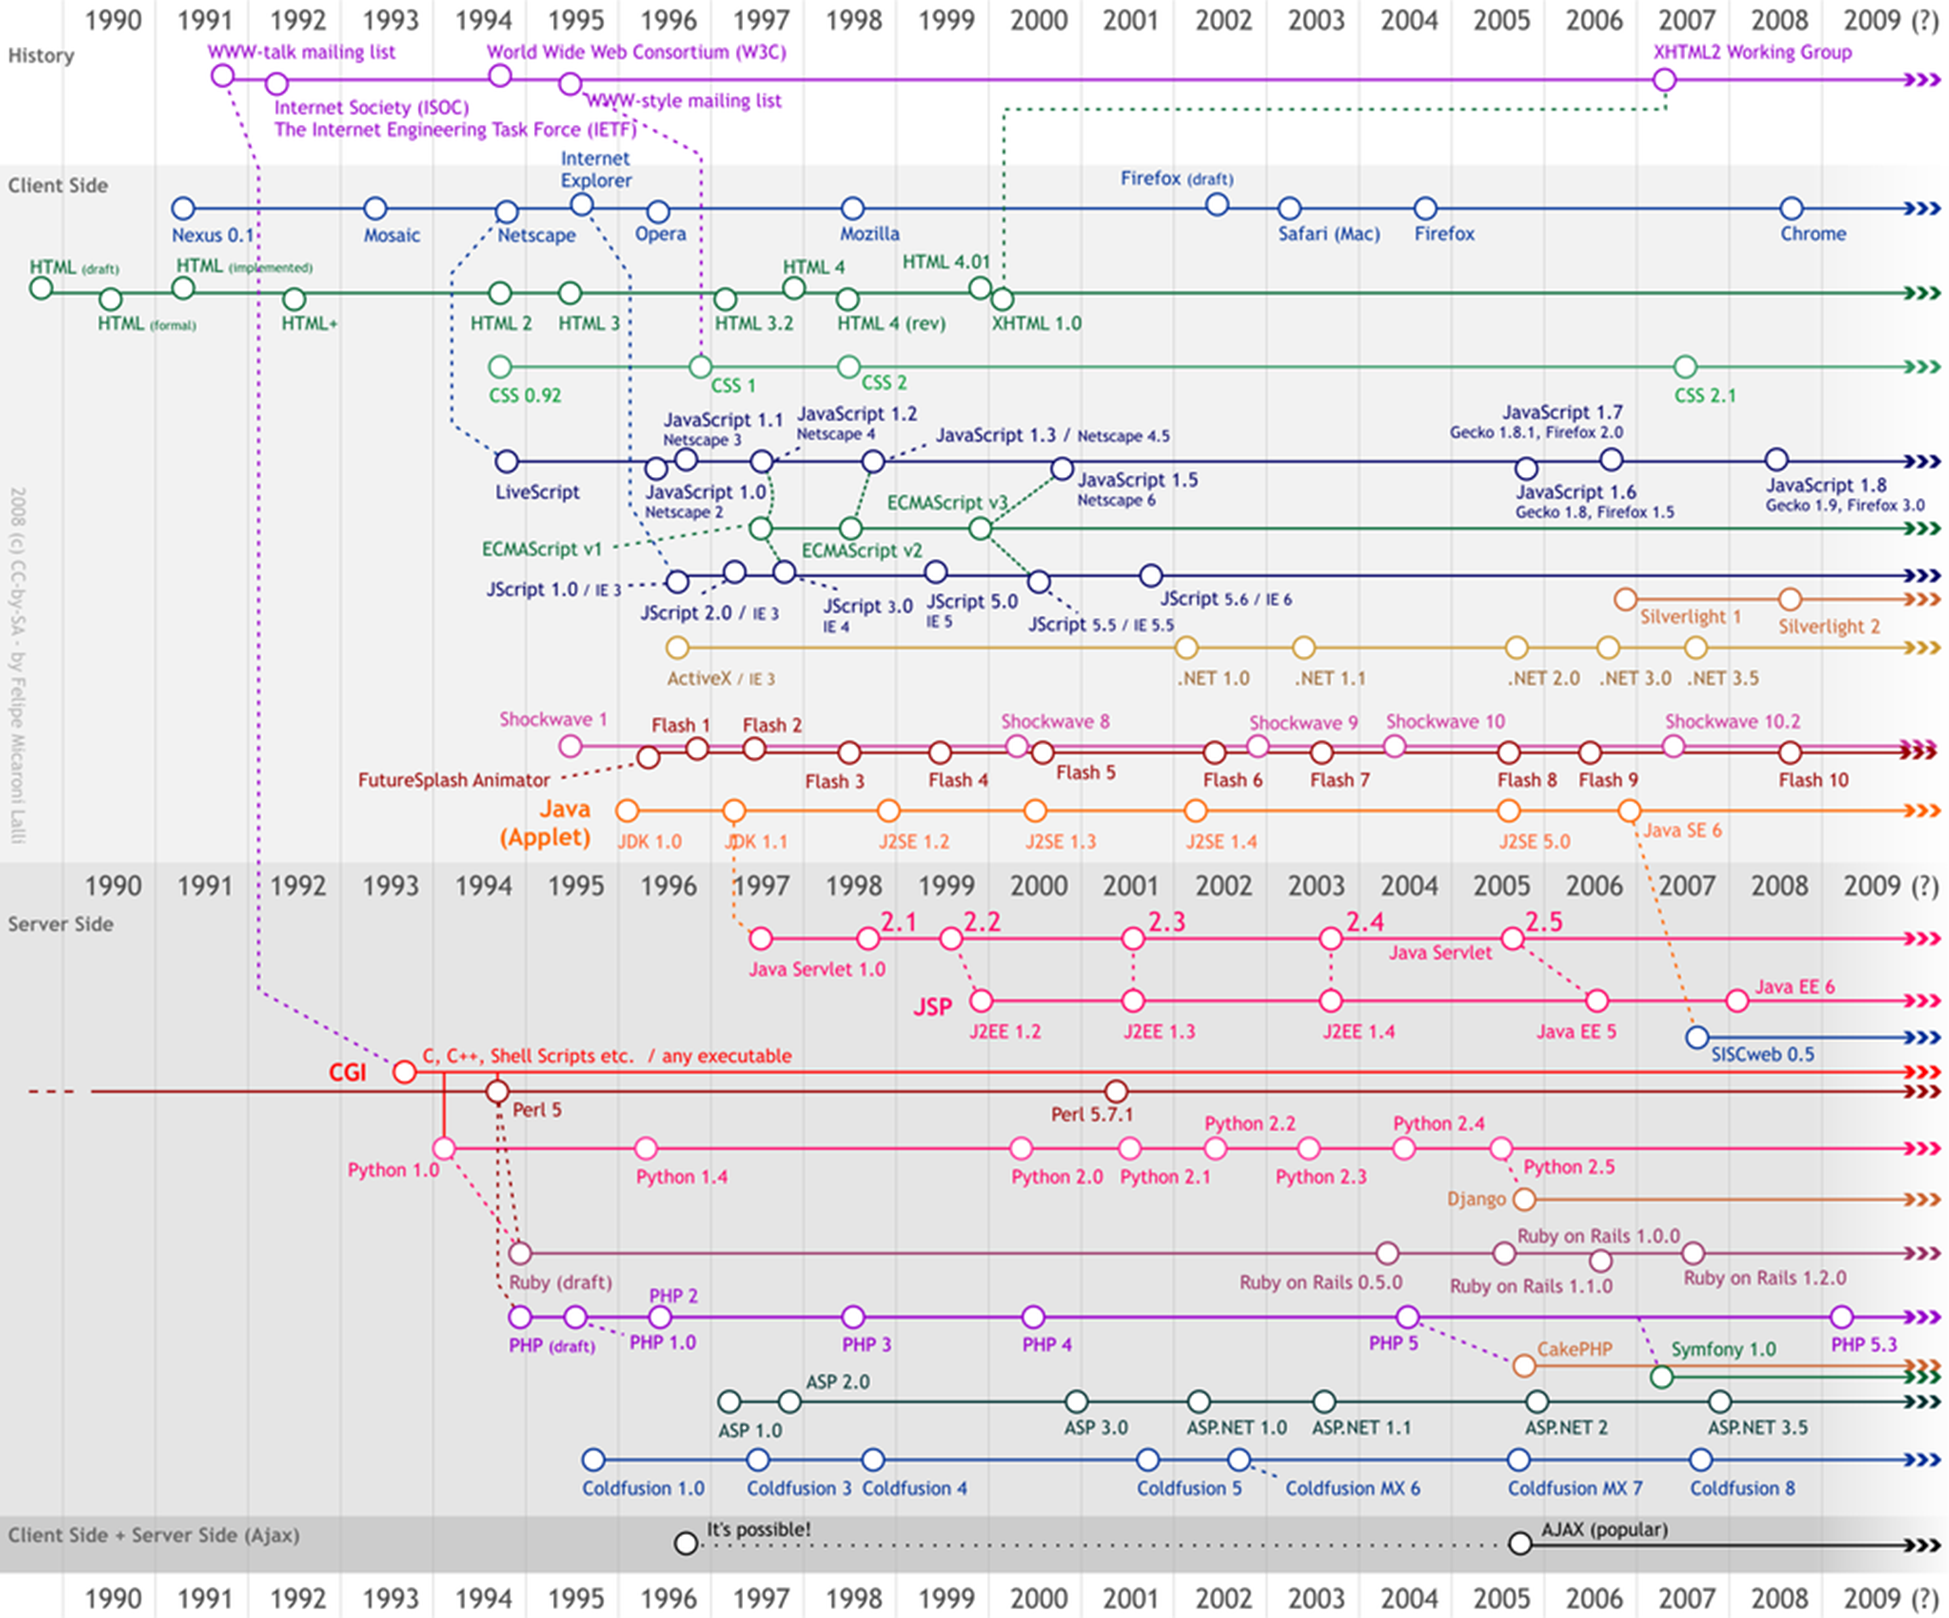 1990 1991 1992 1993 1994 1995 1996 1997 1998 1999 2000 2001 2002 2003 2004 2005 2006 2007 2008 2009 (?)
History
WWW-talk mailing list
World Wide Web Consortium (W3C)
XHTML2 Working Group
WWW-style mailing list
Internet Society (ISOC)
The Internet Engineering Task Force (IETF)
Client Side
Internet
Explorer
Firefox (draft)
Nexus 0.1
Mosaic
Netscape
Opera
Mozilla
Safari (Mac)
Firefox
Chrome
HTML (draft)
HTML (implemented)
HTML 4
HTML 4.01
HTML (formal)
HTML+
HTML 2
HTML 3
HTML 3.2
HTML 4 (rev)
XHTML 1.0
CSS 0.92
CSS 1
CSS 2
CSS 2.1
JavaScript 1.1
Netscape 3
JavaScript 1.2
Netscape 4
JavaScript 1.3 / Netscape 4.5
JavaScript 1.7
Gecko 1.8.1, Firefox 2.0
LiveScript
JavaScript 1.0
Netscape 2
JavaScript 1.5
Netscape 6
JavaScript 1.6
Gecko 1.8, Firefox 1.5
JavaScript 1.8
Gecko 1.9, Firefox 3.0
ECMAScript v3
ECMAScript v1
ECMAScript v2
JScript 1.0 / IE 3
JScript 2.0 / IE 3
JScript 3.0
IE 4
JScript 5.0
IE 5
JScript 5.5 / IE 5.5
JScript 5.6 / IE 6
Silverlight 1
Silverlight 2
ActiveX / IE 3
.NET 1.0
.NET 1.1
.NET 2.0
.NET 3.0
.NET 3.5
Shockwave 1
Flash 1
Flash 2
Shockwave 8
Shockwave 9
Shockwave 10
Shockwave 10.2
FutureSplash Animator
Flash 3
Flash 4
Flash 5
Flash 6
Flash 7
Flash 8
Flash 9
Flash 10
Java
(Applet)
JDK 1.0
JDK 1.1
J2SE 1.2
J2SE 1.3
J2SE 1.4
J2SE 5.0
Java SE 6
2008 (c) CC-by-SA - by Felipe Micaroni Lalli
1990 1991 1992 1993 1994 1995 1996 1997 1998 1999 2000 2001 2002 2003 2004 2005 2006 2007 2008 2009 (?)
Server Side
2.1
2.2
2.3
2.4
2.5
Java Servlet 1.0
Java Servlet
JSP
J2EE 1.2
J2EE 1.3
J2EE 1.4
Java EE 5
Java EE 6
SISCweb 0.5
CGI
C, C++, Shell Scripts etc. / any executable
Perl 5
Perl 5.7.1
Python 1.0
Python 1.4
Python 2.0
Python 2.1
Python 2.2
Python 2.3
Python 2.4
Python 2.5
Django
Ruby (draft)
Ruby on Rails 0.5.0
Ruby on Rails 1.0.0
Ruby on Rails 1.1.0
Ruby on Rails 1.2.0
PHP 2
PHP (draft)
PHP 1.0
PHP 3
PHP 4
PHP 5
PHP 5.3
CakePHP
Symfony 1.0
ASP 2.0
ASP 1.0
ASP 3.0
ASP.NET 1.0
ASP.NET 1.1
ASP.NET 2
ASP.NET 3.5
Coldfusion 1.0
Coldfusion 3
Coldfusion 4
Coldfusion 5
Coldfusion MX 6
Coldfusion MX 7
Coldfusion 8
Client Side + Server Side (Ajax)
It's possible!
AJAX (popular)
1990 1991 1992 1993 1994 1995 1996 1997 1998 1999 2000 2001 2002 2003 2004 2005 2006 2007 2008 2009 (?)